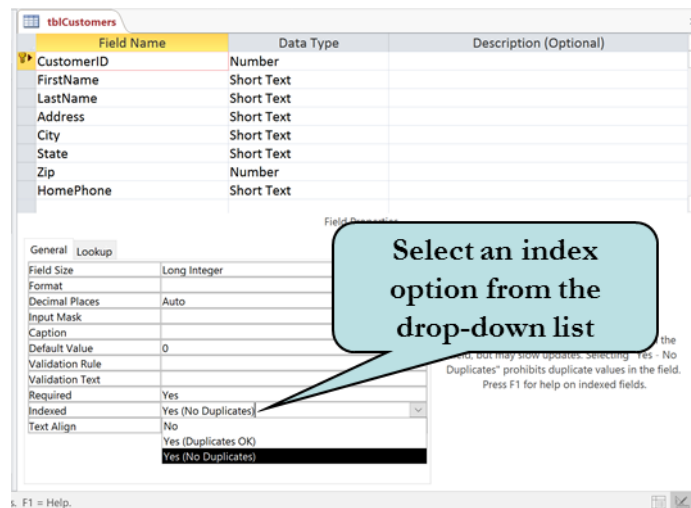 tblCustomers
Field Name Data Type Description (Optional)
CustomerID Number
FirstName Short Text
LastName Short Text
Address Short Text
City Short Text
State Short Text
Zip Number
HomePhone Short Text
Field Properties
General Lookup
Select an index
option from the
drop-down list
Field Size Long Integer
Format
Decimal Places Auto
Input Mask
Caption
Default Value 0
the
field, but may slow updates. Selecting "Yes - No
Validation Rule
Duplicates" prohibits duplicate values in the field.
Validation Text
Press F1 for help on indexed fields.
Required Yes
Indexed Yes (No Duplicates)
Text Align No
Yes (Duplicates OK)
Yes (No Duplicates)
s. F1 = Help.